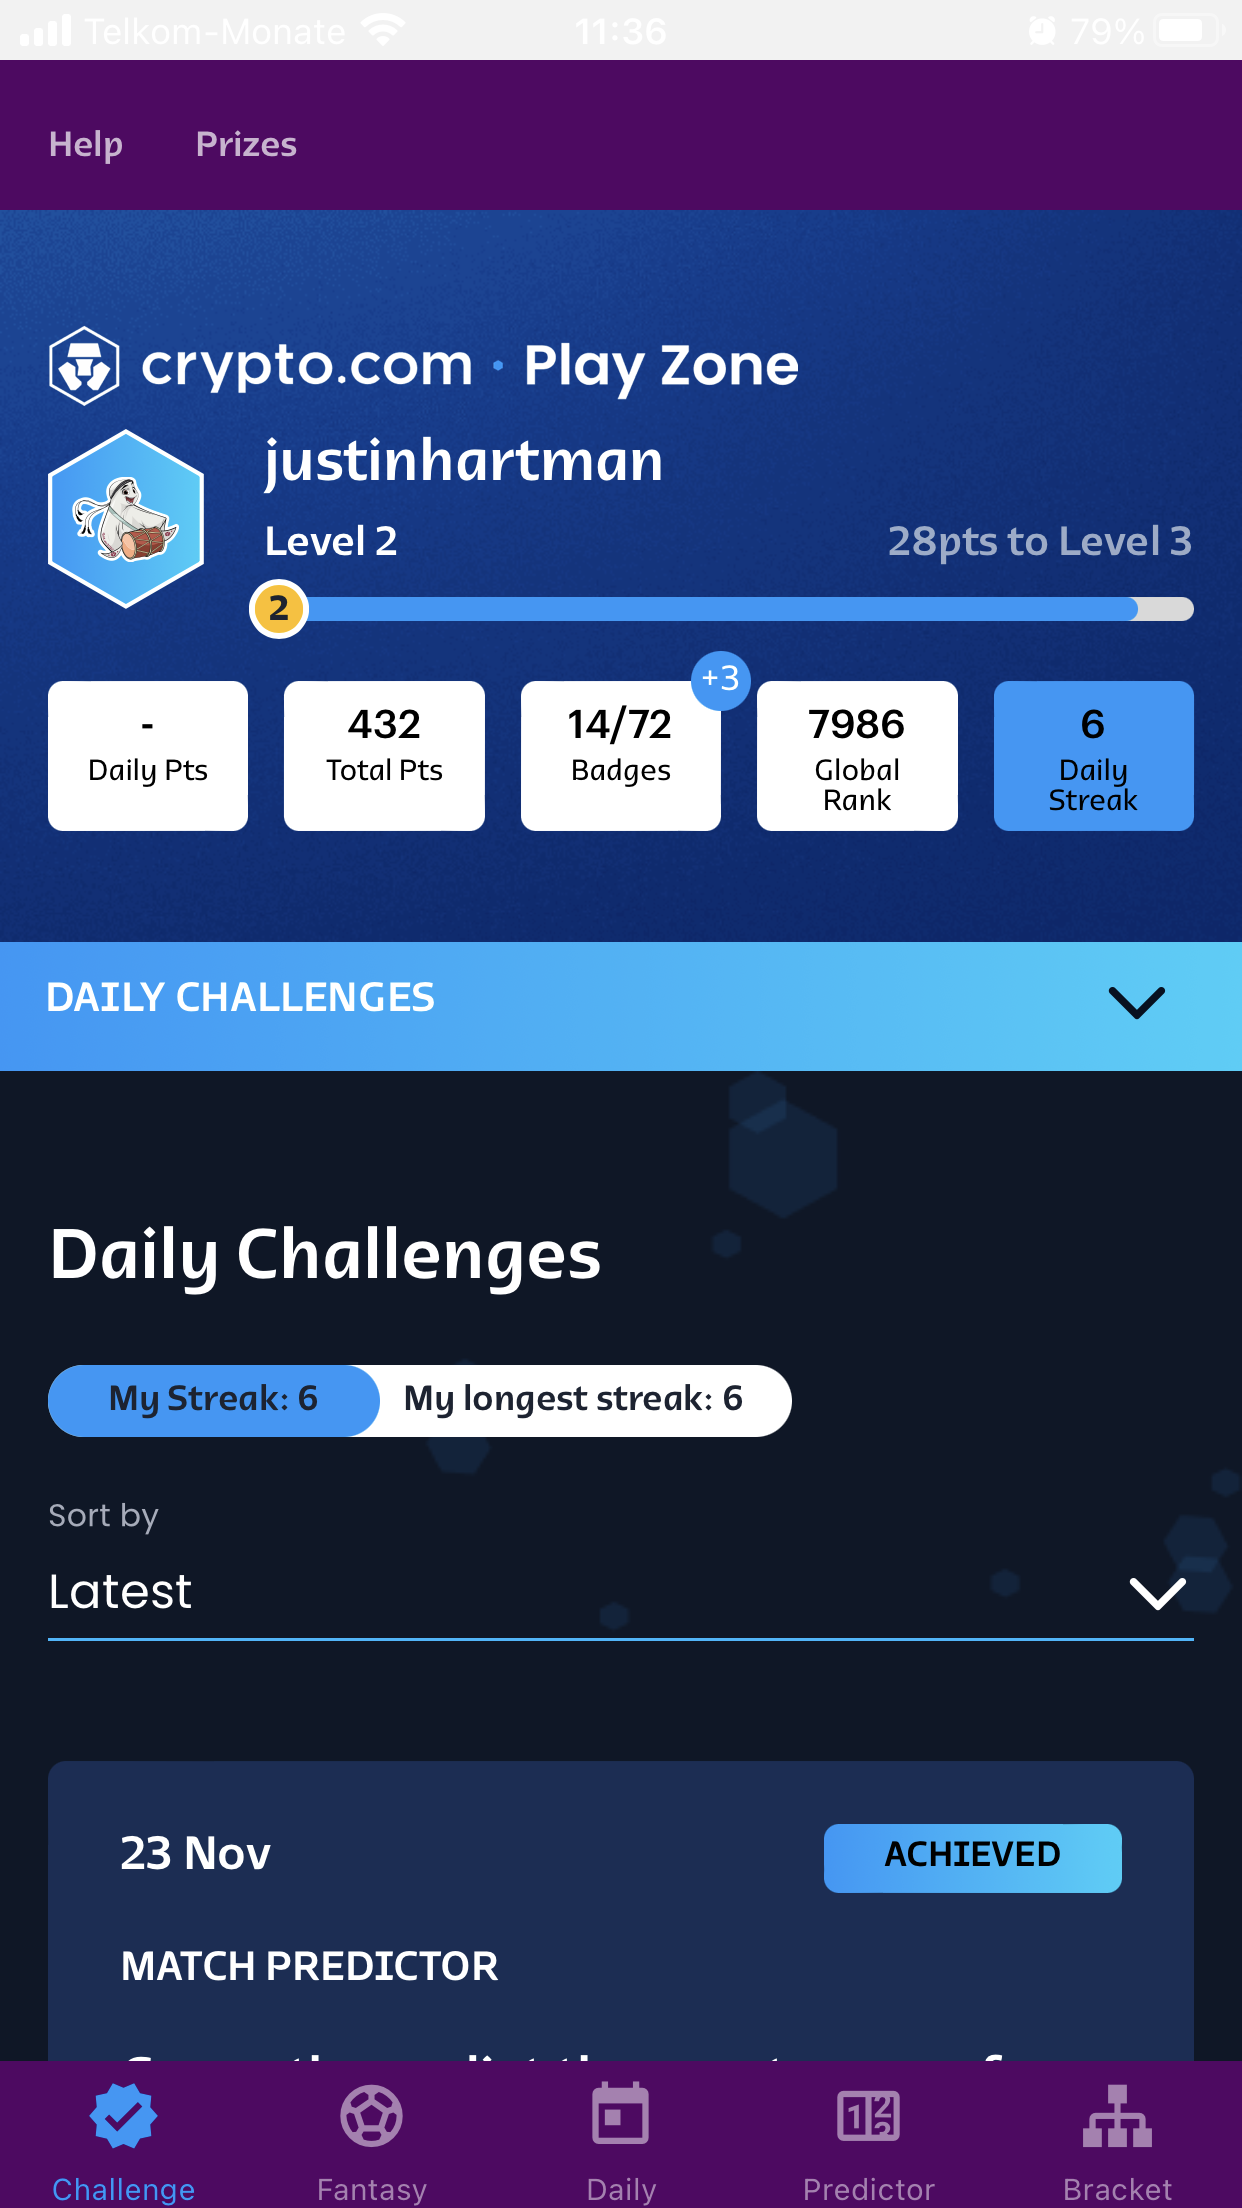 Telkom-Monate 11:36 79%
Help Prizes
crypto.com · Play Zone
justinhartman
Level 2 28pts to Level 3
2
+3
- 432 14/72 7986 6
Daily Pts Total Pts Badges Global Daily
Rank Streak
DAILY CHALLENGES
Daily Challenges
My Streak: 6 My longest streak: 6
Sort by
Latest
23 Nov ACHIEVED
MATCH PREDICTOR
Challenge Fantasy Daily Predictor Bracket